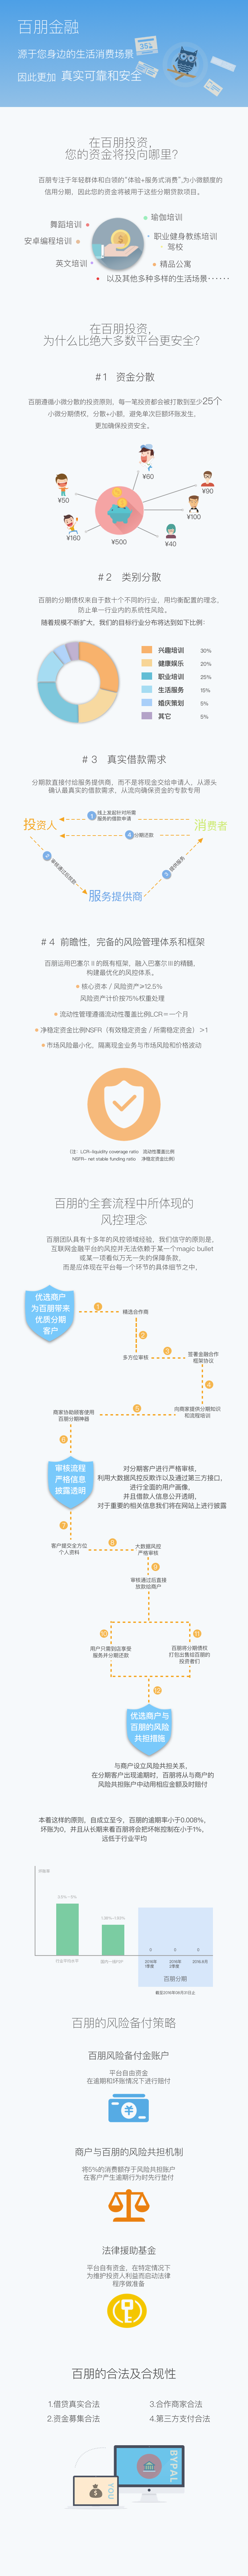 百朋金融
源于您身边的生活消费场景
因此更加 真实可靠和安全
在百朋投资，
您的资金将投向哪里？
百朋专注于年轻群体和白领的“体验+服务式消费”，为小微额度的
信用分期，因此您的资金将被用于这些分期贷款项目。
舞蹈培训
瑜伽培训
安卓编程培训
职业健身教练培训
驾校
英文培训
精品公寓
以及其他多种多样的生活场景······
在百朋投资，
为什么比绝大多数平台更安全？
#1 资金分散
百朋遵循小微分散的投资原则，每一笔投资都会被打散到至少25个
小微分期债权，分散+小额，避免单次巨额坏账发生，
更加确保投资安全。
¥60
¥50
¥90
¥100
¥160
¥500
¥40
#2 类别分散
百朋的分期债权来自于数十个不同的行业，用均衡配置的理念，
防止单一行业内的系统性风险。
随着规模不断扩大，我们的目标行业分布将达到如下比例：
兴趣培训 30%
健康娱乐 20%
职业培训 25%
生活服务 15%
婚庆策划 5%
其它 5%
#3 真实借款需求
分期款直接付给服务提供商，而不是将现金交给申请人，从源头
确认最真实的借款需求，从流向确保资金的专款专用
1 线上发起针对所需
服务的借款申请
投资人
消费者
4 分期还款
服务提供商
#4 前瞻性，完备的风险管理体系和框架
百朋运用巴塞尔Ⅱ的既有框架，融入巴塞尔Ⅲ的精髓，
构建最优化的风控体系。
核心资本／风险资产≥12.5%
风险资产计价按75%权重处理
流动性管理遵循流动性覆盖比例LCR＝一个月
净稳定资金比例NSFR（有效稳定资金／所需稳定资金）>1
市场风险最小化，隔离现金业务与市场风险和价格波动
(注：LCR-liquidity coverage ratio 流动性覆盖比例
NSFR- net stable funding ratio 净稳定资金比例)
百朋的全套流程中所体现的
风控理念
百朋团队具有十多年的风控领域经验，我们信守的原则是，
互联网金融平台的风控并无法依赖于某一个magic bullet
或某一项看似万无一失的保障条款，
而是应体现在平台每一个环节的具体细节之中。
优选商户
为百朋带来
优质分期
客户
1
精选合作商
2
多方位审核
3
签署金融合作
框架协议
4
向商家提供分期知识
和流程培训
5
商家协助顾客使用
百朋分期神器
6
审核流程
严格信息
披露透明
对分期客户进行严格审核，
利用大数据风控反欺诈以及通过第三方接口，
进行全面的用户画像，
并且借款人信息公开透明，
对于重要的相关信息我们将在网站上进行披露
7
客户提交全方位
个人资料
8
大数据风控
严格审核
9
审核通过后直接
放款给商户
10
用户只需到店享受
服务并分期还款
11
百朋将分期债权
打包出售给百朋的
投资者们
12
优选商户与
百朋的风险
共担措施
与商户设立风险共担关系，
在分期客户出现逾期时，百朋将从与商户的
风险共担账户中动用相应金额及时赔付
本着这样的原则，自成立至今，百朋的逾期率小于0.008%，
坏账为0，并且从长期来看百朋将会把坏帐控制在小于1%，
远低于行业平均
百朋分期
百朋的风险备付策略
百朋风险备付金账户
平台自由资金
在逾期和坏账情况下进行赔付
商户与百朋的风险共担机制
将5%的消费额存于风险共担账户
在客户产生逾期行为时先行垫付
法律援助基金
平台自有资金，在特定情况下
为维护投资人利益而启动法律
程序做准备
百朋的合法及合规性
1.借贷真实合法
3.合作商家合法
2.资金募集合法
4.第三方支付合法
BYPAL
YOU